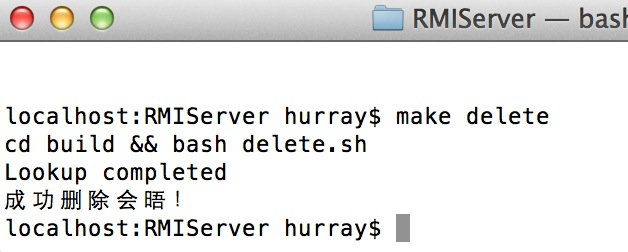 RMIServer — bash
localhost:RMIServer hurray$ make delete
cd build && bash delete.sh
Lookup completed
成功删除会晤！
localhost:RMIServer hurray$